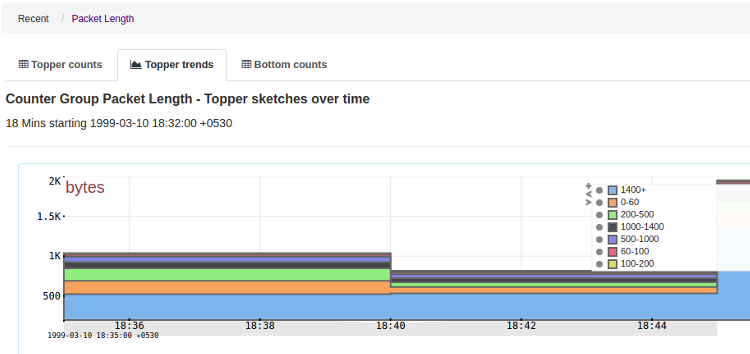 Recent / Packet Length
Topper counts Topper trends Bottom counts
Counter Group Packet Length - Topper sketches over time
18 Mins starting 1999-03-10 18:32:00 +0530
2K bytes
1400+
0-60
1.5K 200-500
1000-1400
500-1000
1K 60-100
100-200
500
18:36 18:38 18:40 18:42 18:44
1999-03-10 18:35:00 +0530